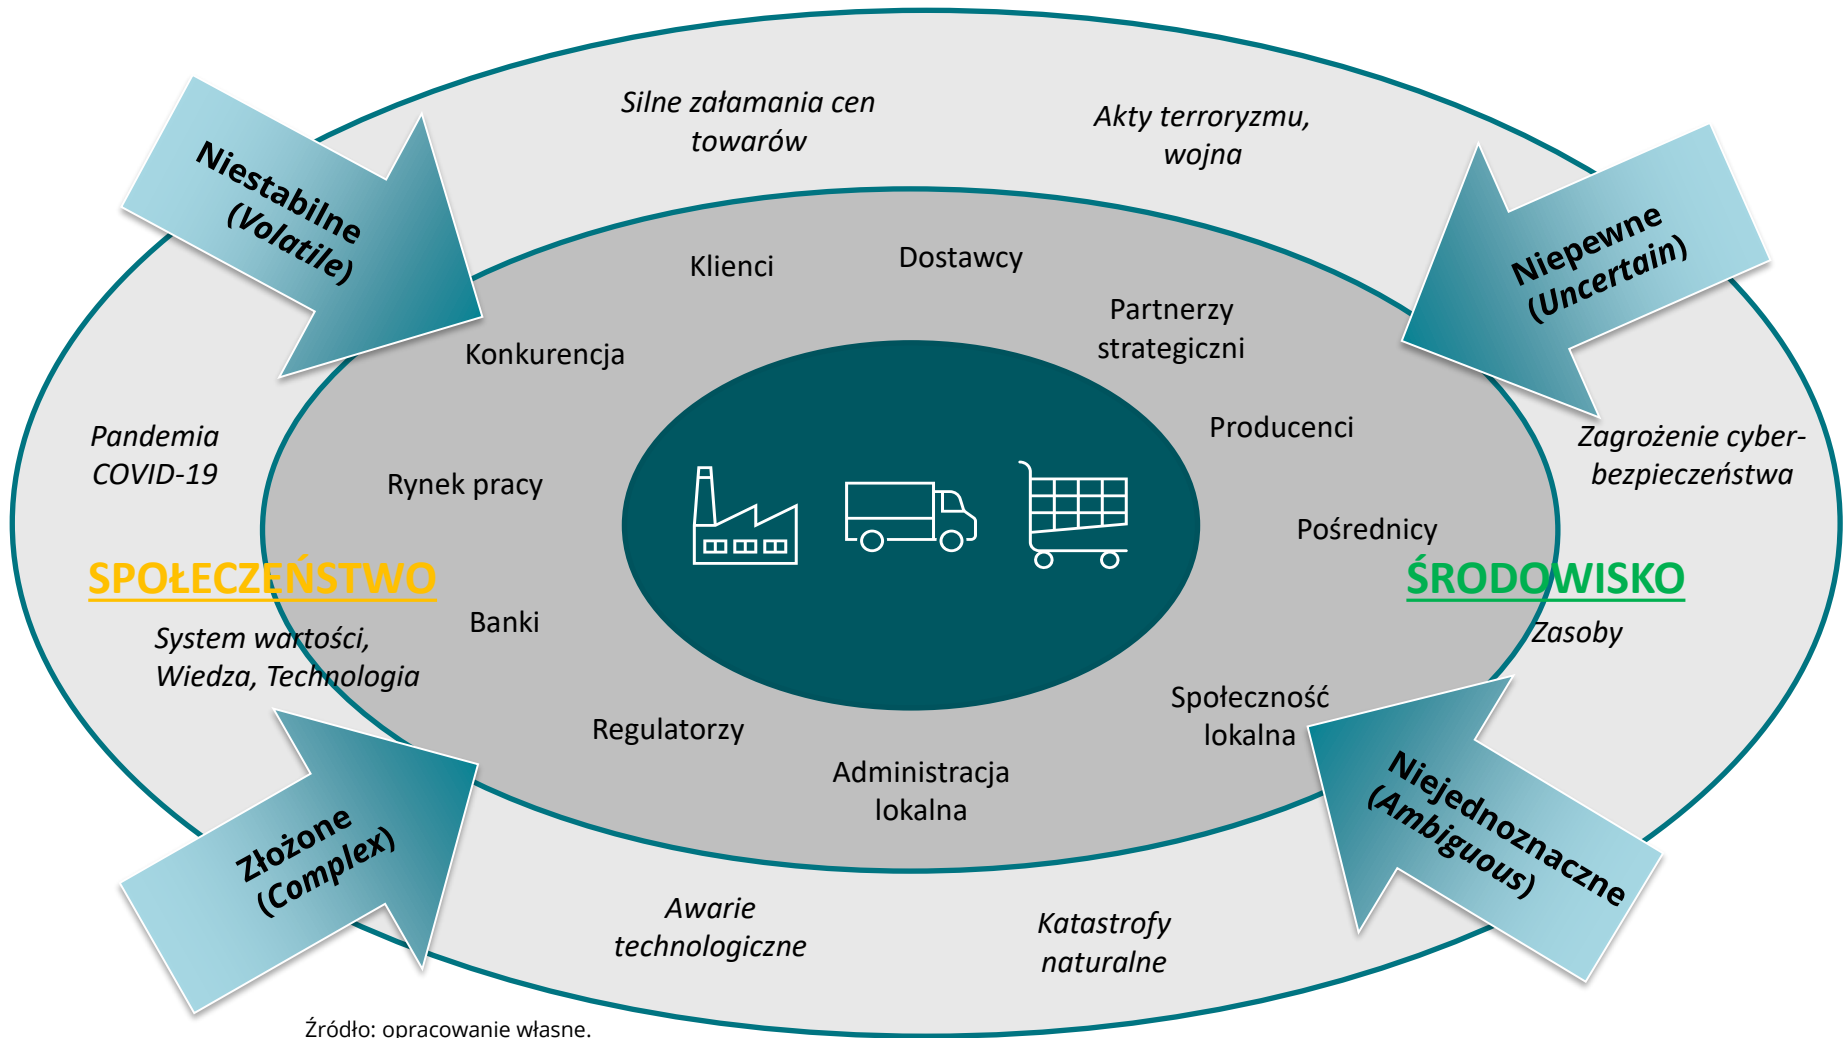 Silne załamania cen
towarów
Akty terroryzmu,
wojna
Niestabilne
(Volatile)
Niepewne
(Uncertain)
Klienci
Dostawcy
Partnerzy
strategiczni
Konkurencja
Producenci
Pandemia
COVID-19
Zagrożenie cyber-
bezpieczeństwa
Rynek pracy
Pośrednicy
SPOŁECZEŃSTWO
ŚRODOWISKO
System wartości,
Wiedza, Technologia
Banki
Zasoby
Regulatorzy
Społeczność
lokalna
Administracja
lokalna
Złożone
(Complex)
Niejednoznaczne
(Ambiguous)
Awarie
technologiczne
Katastrofy
naturalne
Źródło: opracowanie własne.